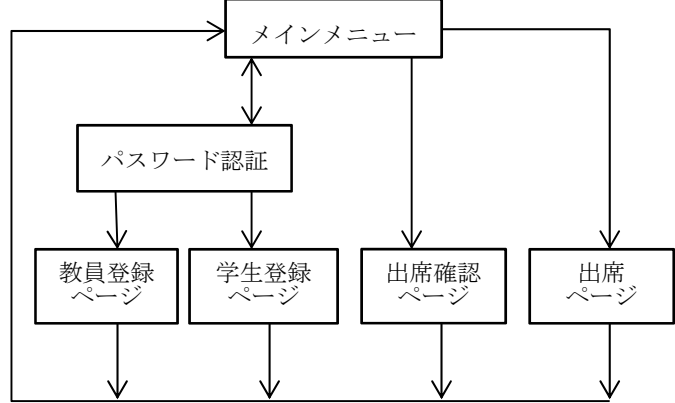 メインメニュー
パスワード認証
教員登録
ページ
学生登録
ページ
出席確認
ページ
出席
ページ